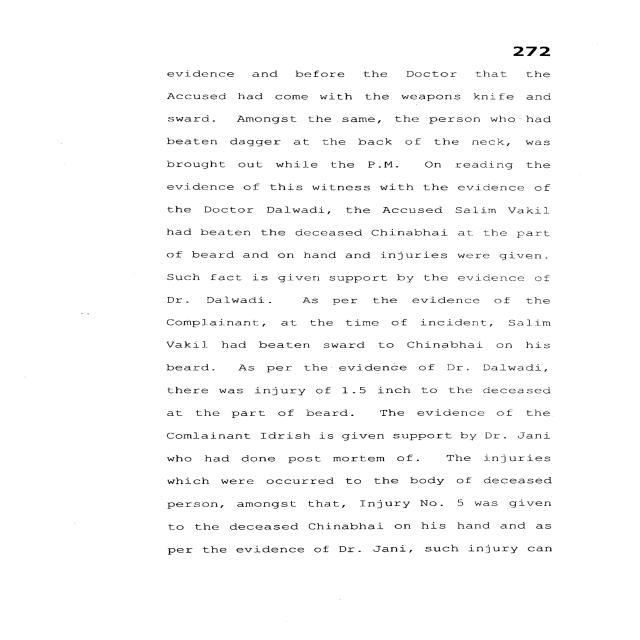 272
evidence and before the Doctor that the
Accused had come with the weapons knife and
sward. Amongst the same, the person who had
beaten dagger at the back of the neck, was
brought out while the P.M. On reading the
evidence of this witness with the evidence of
the Doctor Dalwadi, the Accused Salim Vakil
had beaten the deceased Chinabhai at the part
of beard and on hand and injuries were given.
Such fact is given support by the evidence of
Dr. Dalwadi. As per the evidence of the
Complainant, at the time of incident, Salim
Vakil had beaten sward to Chinabhai on his
beard. As per the evidence of Dr. Dalwadi,
there was injury of 1.5 inch to the deceased
at the part of beard. The evidence of the
Comlainant Idrish is given support by Dr. Jani
who had done post mortem of. The injuries
which were occurred to the body of deceased
person, amongst that, Injury No. 5 was given
to the deceased Chinabhai on his hand and as
per the evidence of Dr. Jani, such injury can